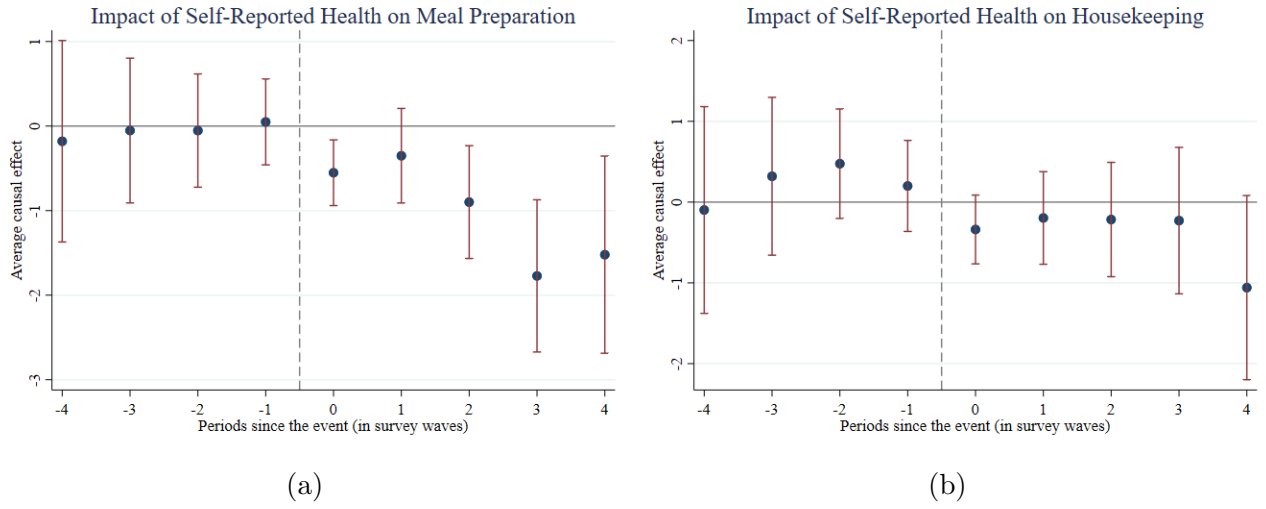 Impact of Self-Reported Health on Meal Preparation
Average causal effect
1
0
-1
-2
-3
-4 -3 -2 -1 0 1 2 3 4
Periods since the event (in survey waves)
(a)
Impact of Self-Reported Health on Housekeeping
Average causal effect
2
1
0
-1
-2
-4 -3 -2 -1 0 1 2 3 4
Periods since the event (in survey waves)
(b)